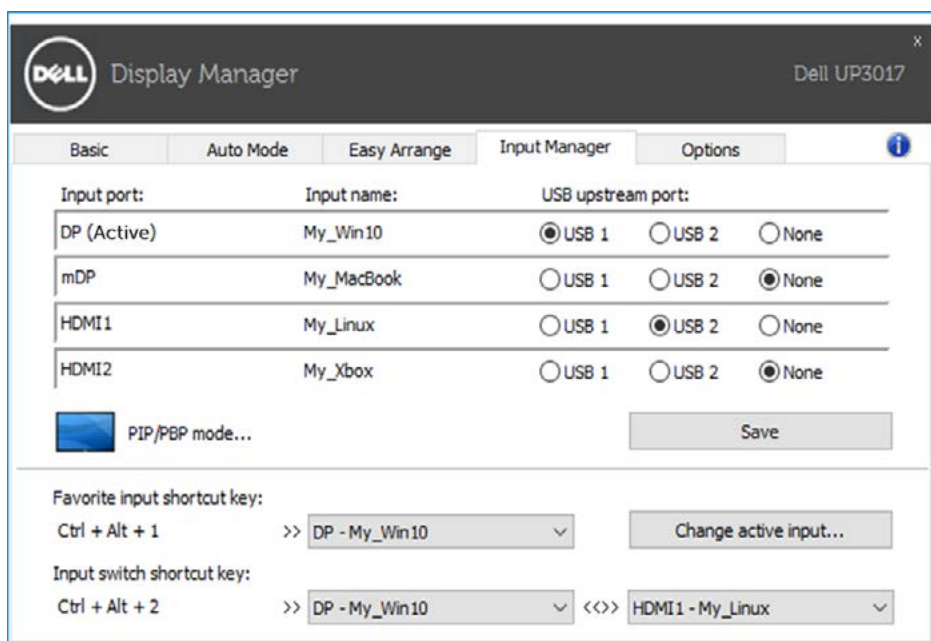 x
DELL Display Manager Dell UP3017
Basic Auto Mode Easy Arrange Input Manager Options i
Input port: Input name: USB upstream port:
DP (Active) My_Win10 USB 1 USB 2 None
mDP My_MacBook USB 1 USB 2 None
HDMI1 My_Linux USB 1 USB 2 None
HDMI2 My_Xbox USB 1 USB 2 None
PIP/PBP mode... Save
Favorite input shortcut key:
Ctrl + Alt + 1 >> DP - My_Win10 Change active input...
Input switch shortcut key:
Ctrl + Alt + 2 >> DP - My_Win10 <<>> HDMI1 - My_Linux